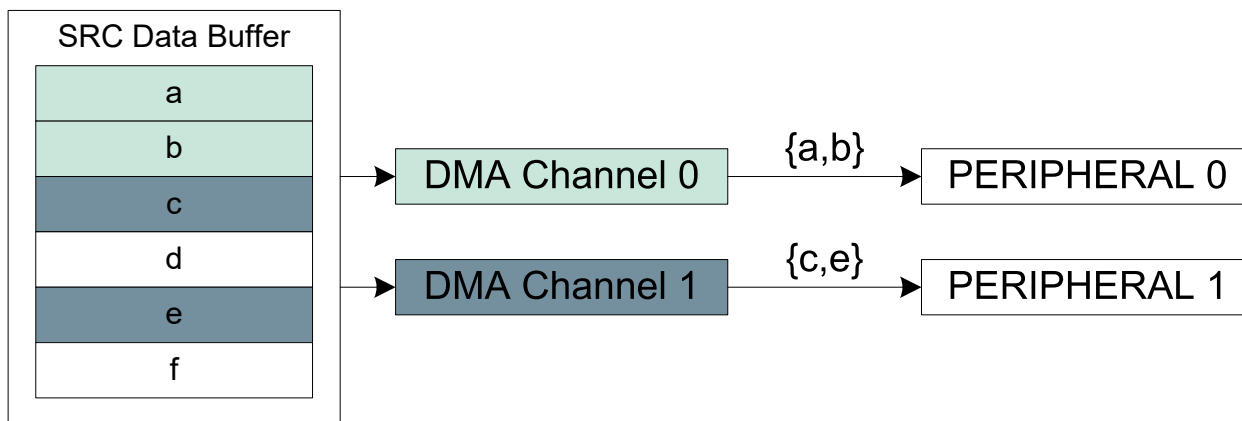 SRC Data Buffer
a
b
c
d
e
f
DMA Channel 0
{a,b}
PERIPHERAL 0
DMA Channel 1
{c,e}
PERIPHERAL 1